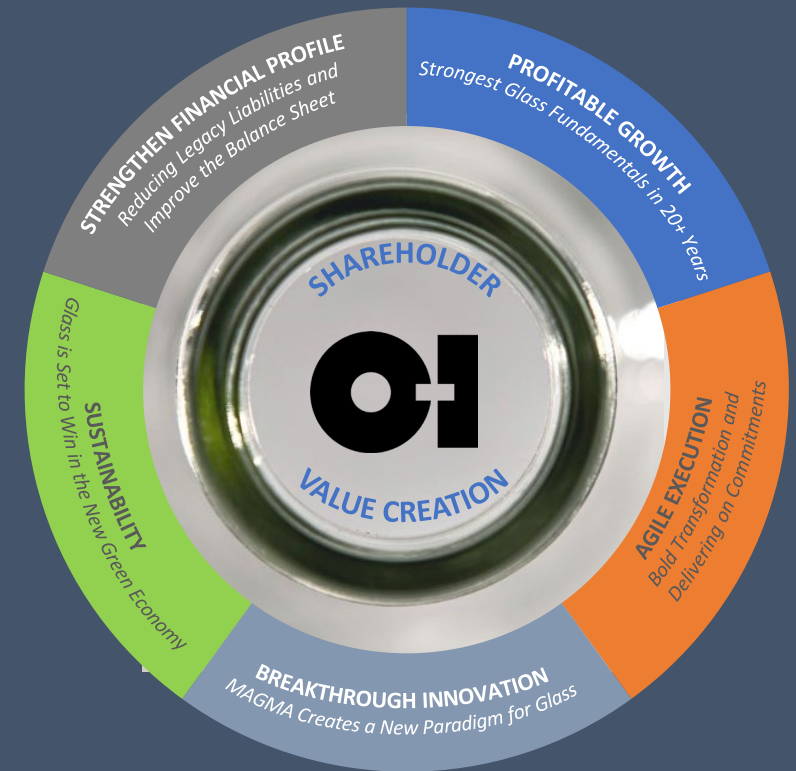 STRENGTHEN FINANCIAL PROFILE
Reducing Legacy Liabilities and
Improve the Balance Sheet
PROFITABLE GROWTH
Strongest Glass Fundamentals in 20+ Years
AGILE EXECUTION
Bold Transformation and
Delivering on Commitments
BREAKTHROUGH INNOVATION
MAGMA Creates a New Paradigm for Glass
SUSTAINABILITY
Glass is Set to Win in the New Green Economy
SHAREHOLDER
O-I
VALUE CREATION